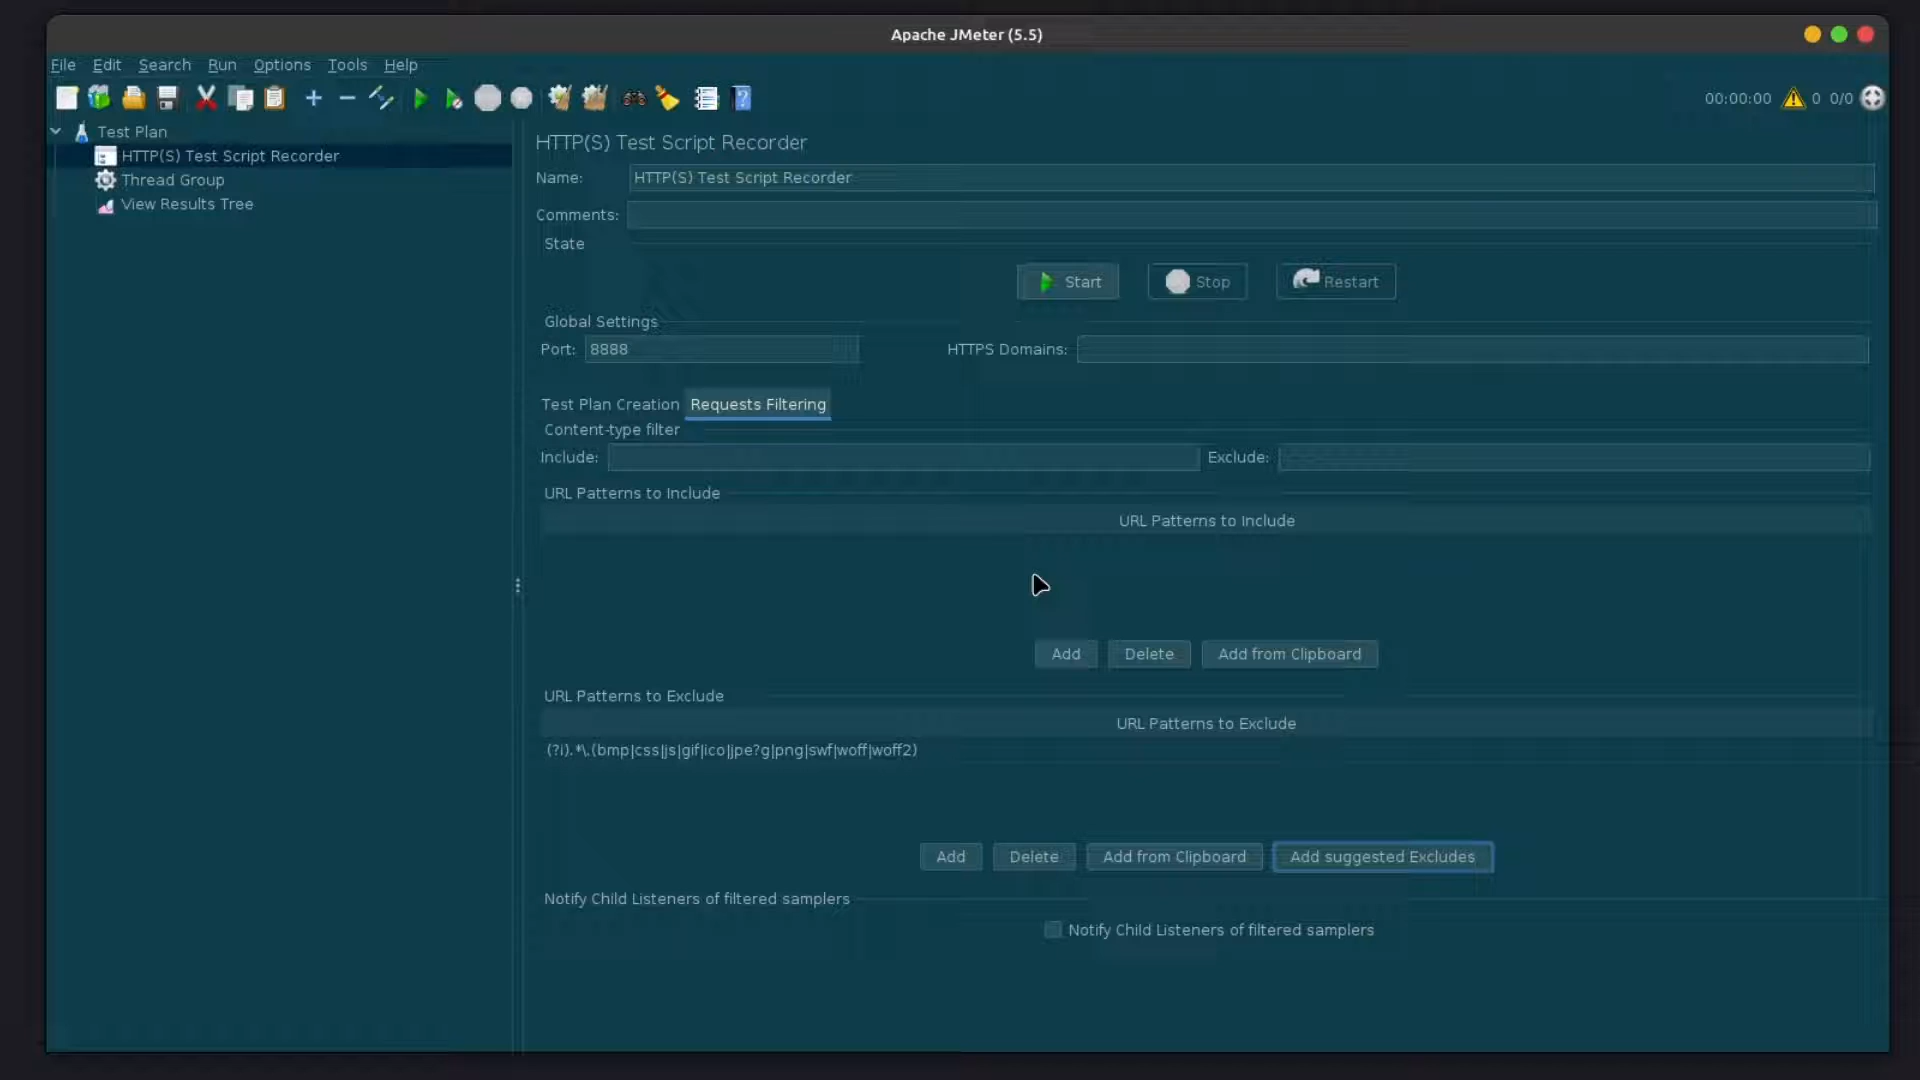 Apache JMeter (5.5)
File Edit Search Run Options Tools Help
00:00:00 0 0/0
Test Plan
HTTP(S) Test Script Recorder
Thread Group
View Results Tree
HTTP(S) Test Script Recorder
Name: HTTP(S) Test Script Recorder
Comments:
State
Start Stop Restart
Global Settings
Port: 8888 HTTPS Domains:
Test Plan Creation Requests Filtering
Content-type filter
Include: Exclude:
URL Patterns to Include
URL Patterns to Include
Add Delete Add from Clipboard
URL Patterns to Exclude
URL Patterns to Exclude
(?i).*\.(bmp|css|js|gif|ico|jpe?g|png|swf|woff|woff2)
Add Delete Add from Clipboard Add suggested Excludes
Notify Child Listeners of filtered samplers
Notify Child Listeners of filtered samplers